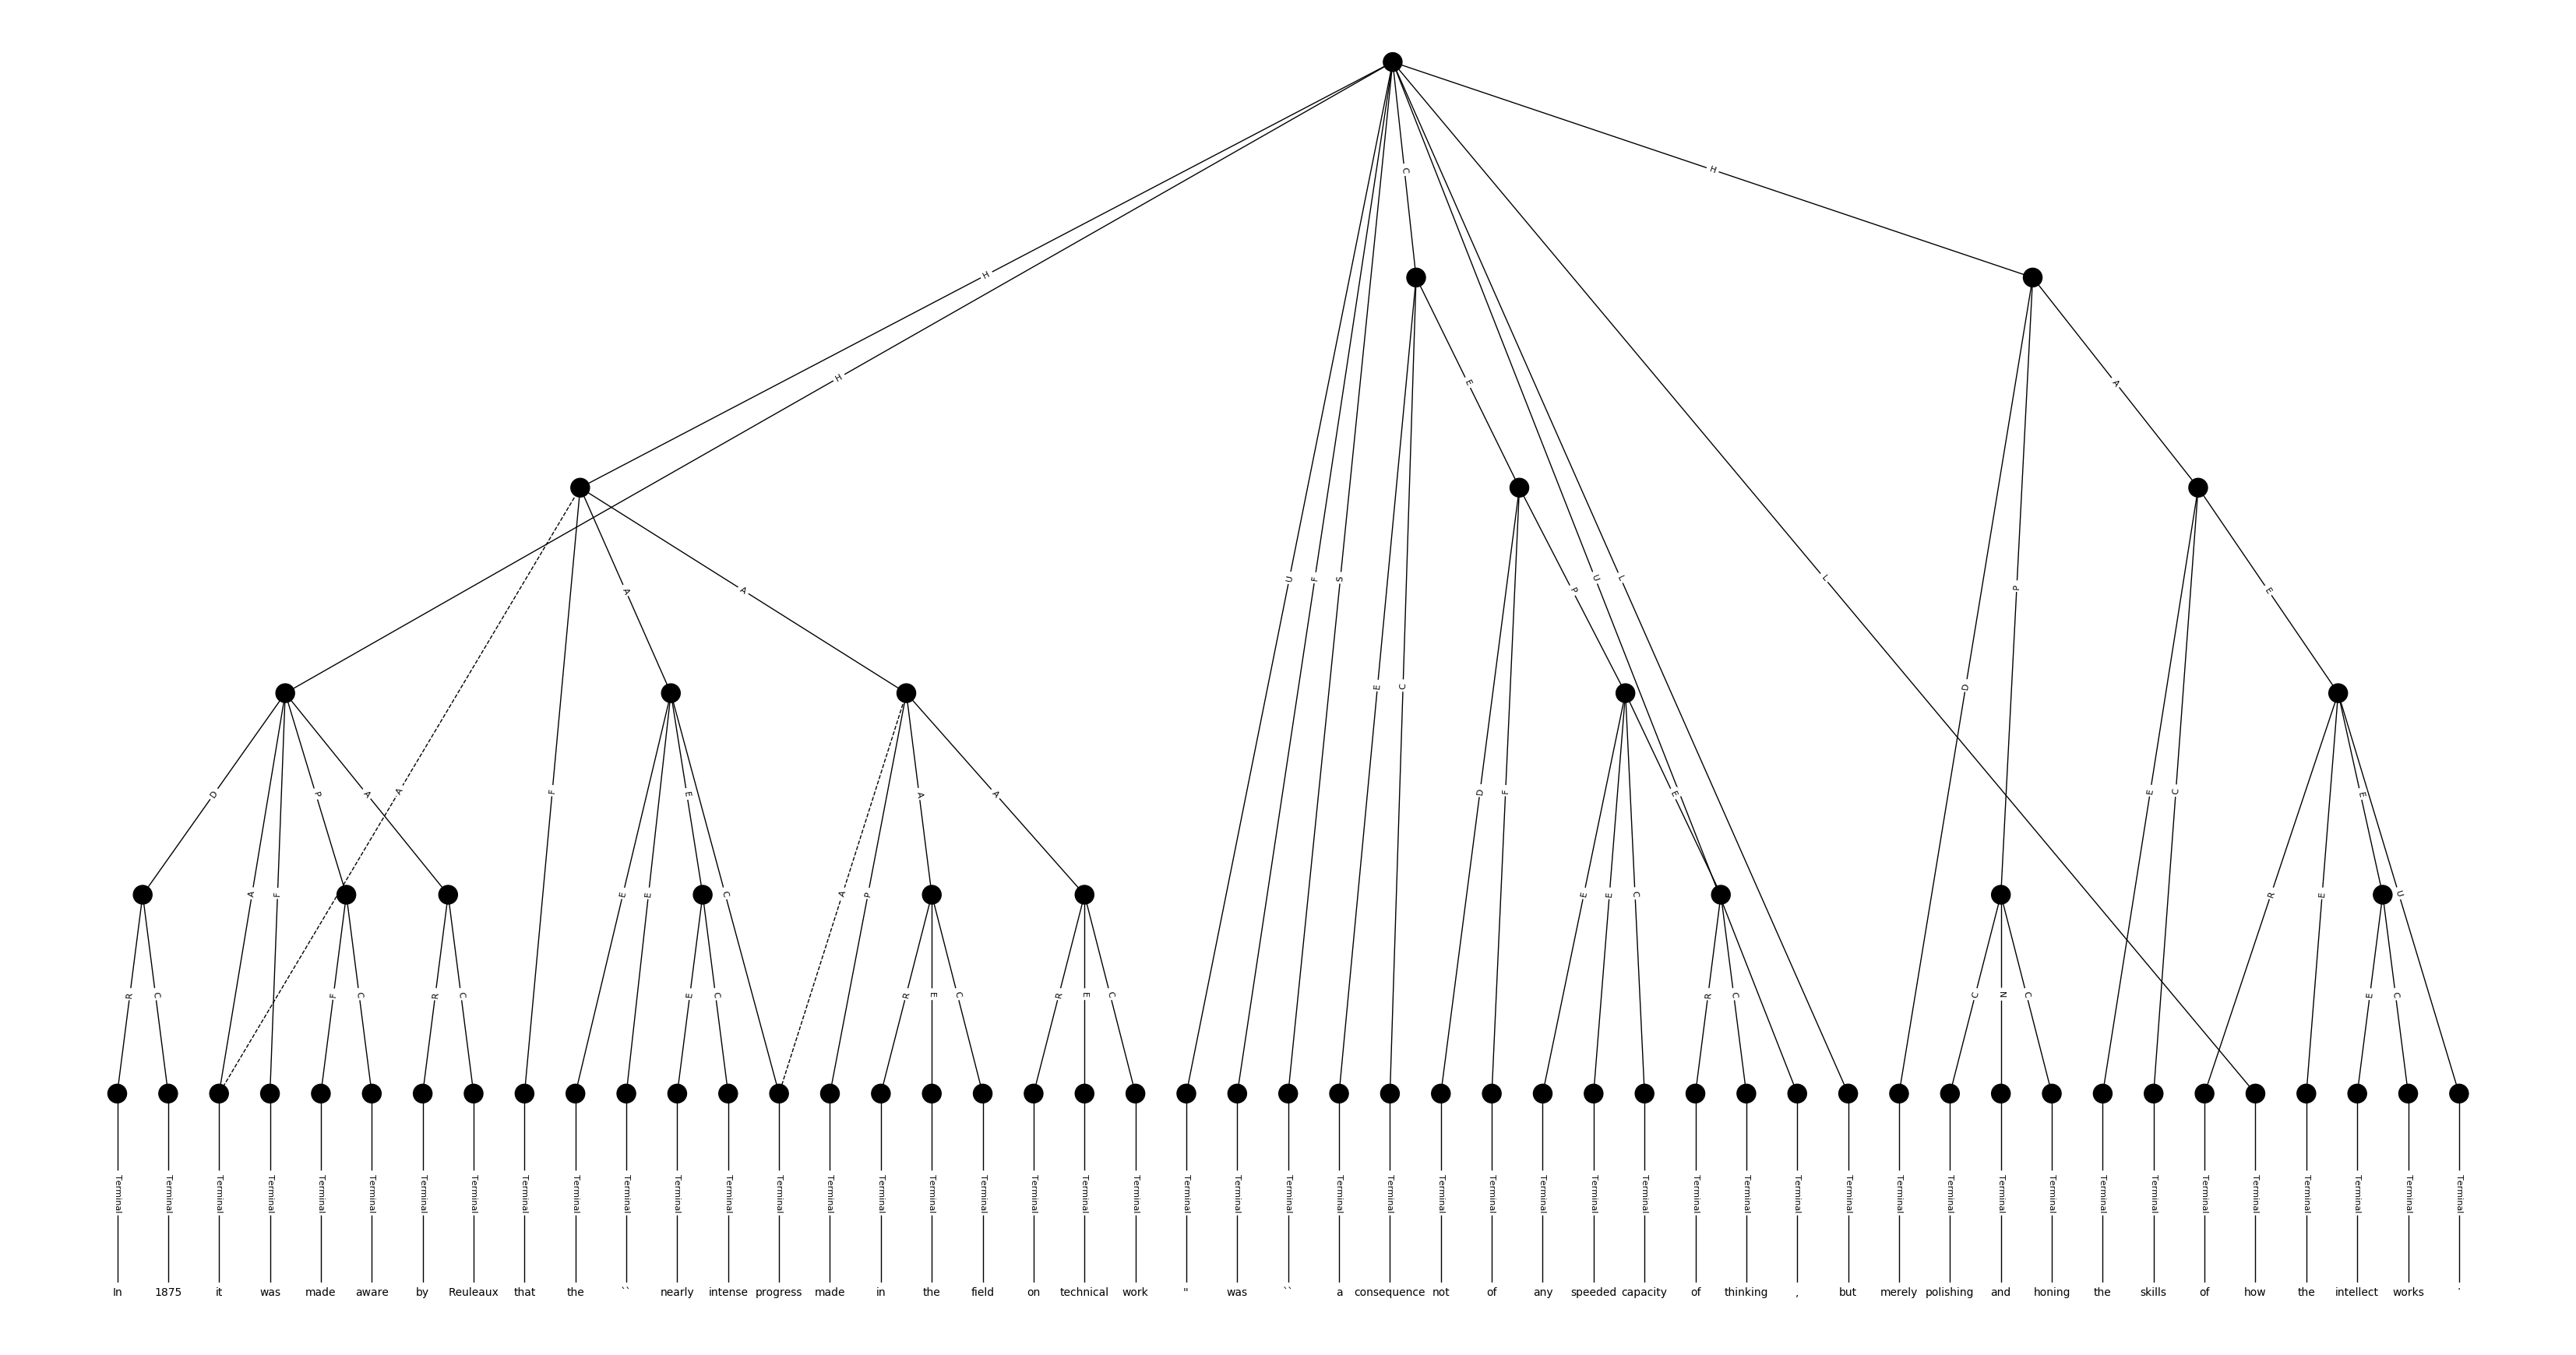 H
C
H
H
E
A
U
F
S
U
L
L
A
A
P
E
P
E
C
D
D
P
A
A
A
F
E
D
F
E
E
C
A
F
E
E
C
A
P
E
E
C
R
E
U
R
C
F
C
R
C
E
C
R
E
C
R
E
C
R
C
C
N
C
E
C
Terminal Terminal Terminal Terminal Terminal Terminal Terminal Terminal Terminal Terminal Terminal Terminal Terminal Terminal Terminal Terminal Terminal Terminal Terminal Terminal Terminal Terminal Terminal Terminal Terminal Terminal Terminal Terminal Terminal Terminal Terminal Terminal Terminal Terminal Terminal Terminal Terminal Terminal Terminal Terminal Terminal Terminal Terminal Terminal Terminal Terminal Terminal
In 1875 it was made aware by Reuleaux that the `` nearly intense progress made in the field on technical work " was `` a consequence not of any speeded capacity of thinking , but merely polishing and honing the skills of how the intellect works .